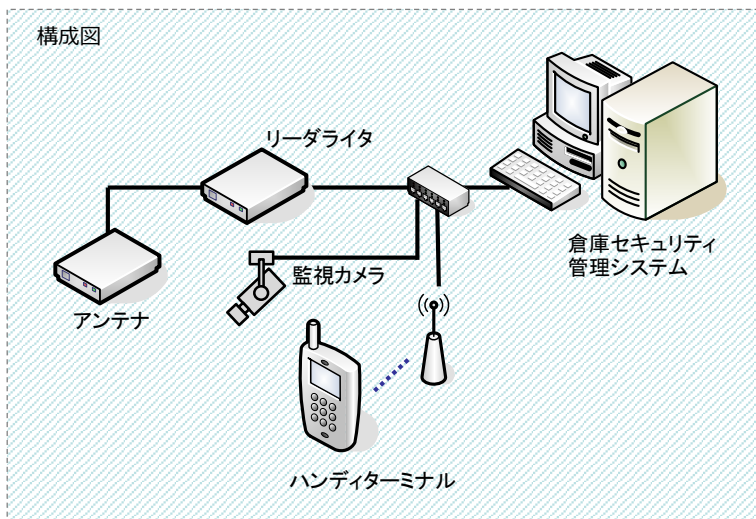 構成図
リーダライタ
倉庫セキュリティ
管理システム
監視カメラ
アンテナ
ハンディターミナル